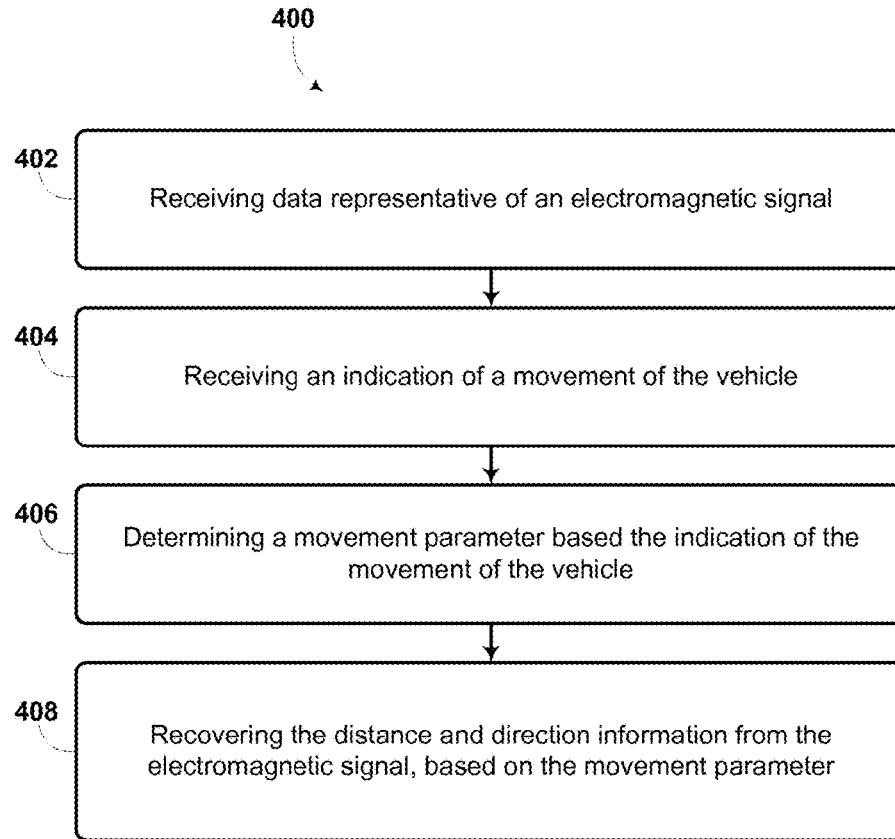 400
402
Receiving data representative of an electromagnetic signal
404
Receiving an indication of a movement of the vehicle
406
Determining a movement parameter based the indication of the
movement of the vehicle
408
Recovering the distance and direction information from the
electromagnetic signal, based on the movement parameter